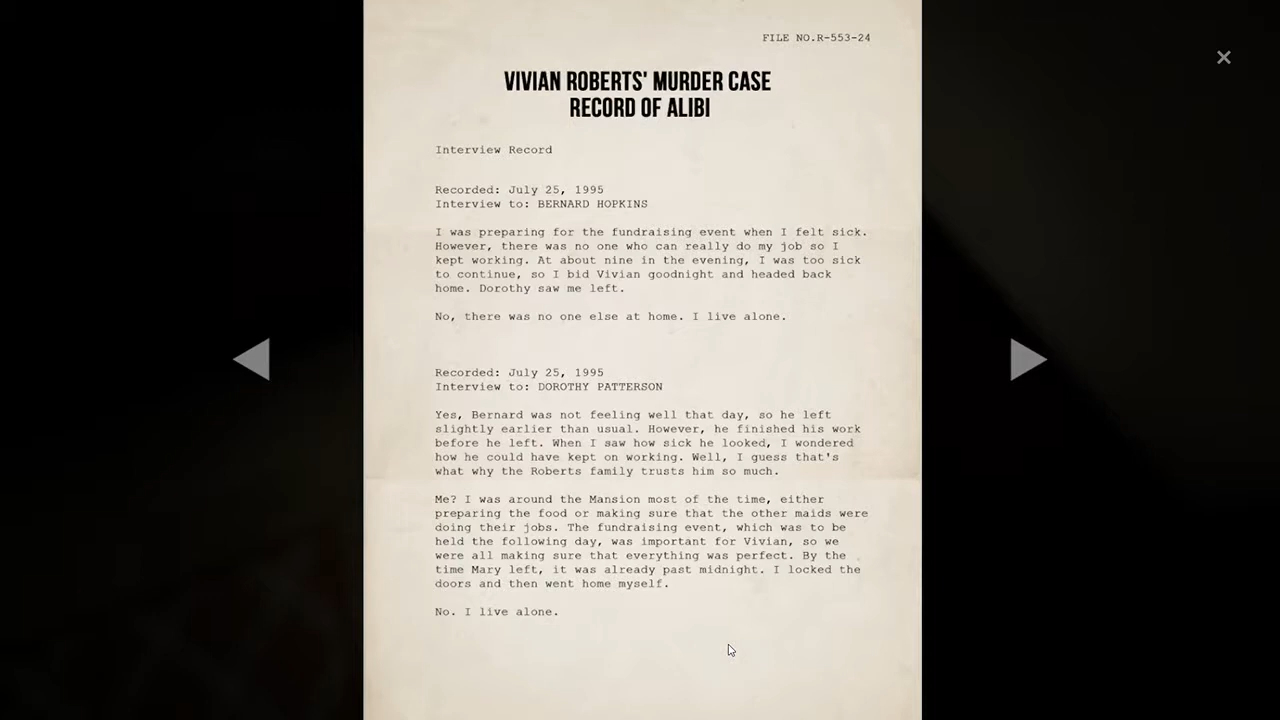 FILE NO.R-553-24
VIVIAN ROBERTS' MURDER CASE
RECORD OF ALIBI
Interview Record
Recorded: July 25, 1995
Interview to: BERNARD HOPKINS
I was preparing for the fundraising event when I felt sick.
However, there was no one who can really do my job so I
kept working. At about nine in the evening, I was too sick
to continue, so I bid Vivian goodnight and headed back
home. Dorothy saw me left.
No, there was no one else at home. I live alone.
Recorded: July 25, 1995
Interview to: DOROTHY PATTERSON
Yes, Bernard was not feeling well that day, so he left
slightly earlier than usual. However, he finished his work
before he left. When I saw how sick he looked, I wondered
how he could have kept on working. Well, I guess that's
what why the Roberts family trusts him so much.
Me? I was around the Mansion most of the time, either
preparing the food or making sure that the other maids were
doing their jobs. The fundraising event, which was to be
held the following day, was important for Vivian, so we
were all making sure that everything was perfect. By the
time Mary left, it was already past midnight. I locked the
doors and then went home myself.
No. I live alone.